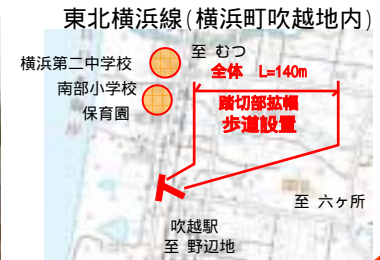 東北横浜線(横浜町吹越地内)
至 むつ
横浜第二中学校
全体 L=140m
南部小学校
踏切部拡幅
保育園
歩道設置
至 六ヶ所
吹越駅
至 野辺地